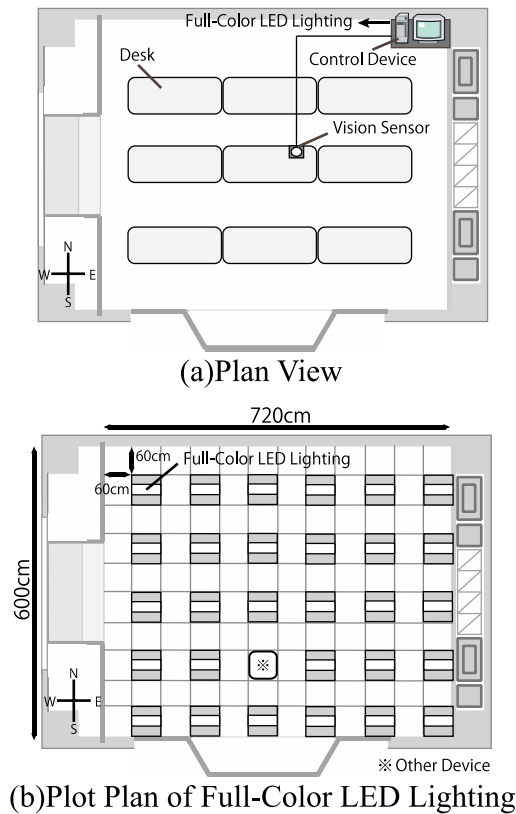 Full-Color LED Lighting
Control Device
Desk
Vision Sensor
N
W E
S
(a)Plan View
720cm
60cm
Full-Color LED Lighting
60cm
600cm
N
W E
S
※
※ Other Device
(b)Plot Plan of Full-Color LED Lighting